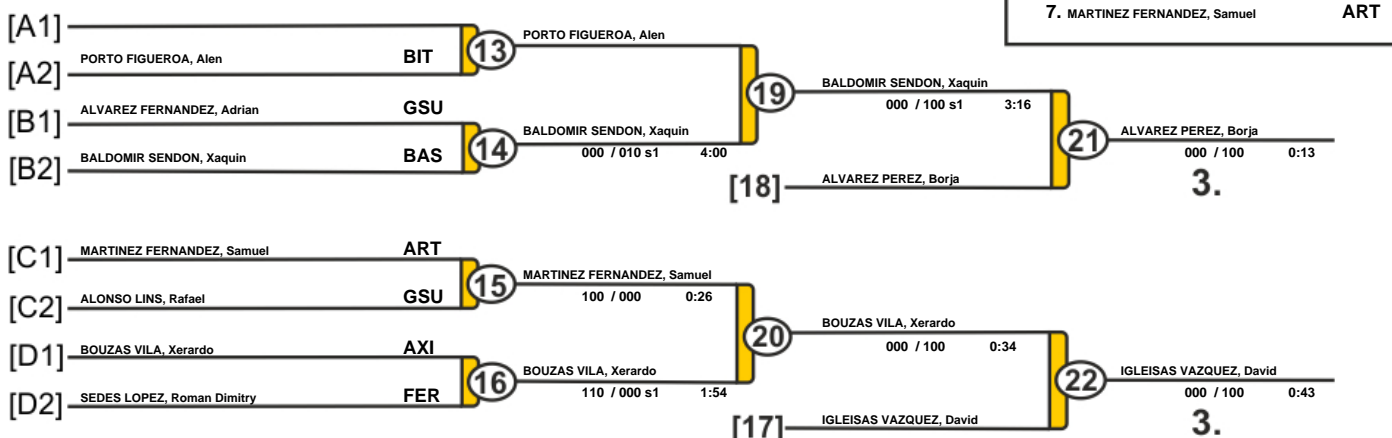 7. MARTINEZ FERNANDEZ, Samuel ART
[A1]
PORTO FIGUEROA, Alen BIT
[A2]
13
PORTO FIGUEROA, Alen
ALVAREZ FERNANDEZ, Adrian GSU
[B1]
BALDOMIR SENDON, Xaquin BAS
[B2]
14
BALDOMIR SENDON, Xaquin
000 / 010 s1 4:00
19
BALDOMIR SENDON, Xaquin
000 / 100 s1 3:16
[18] ALVAREZ PEREZ, Borja
21
ALVAREZ PEREZ, Borja
000 / 100 0:13
3.
[C1] MARTINEZ FERNANDEZ, Samuel ART
[C2] ALONSO LINS, Rafael GSU
15
MARTINEZ FERNANDEZ, Samuel
100 / 000 0:26
[D1] BOUZAS VILA, Xerardo AXI
[D2] SEDES LOPEZ, Roman Dimitry FER
16
BOUZAS VILA, Xerardo
110 / 000 s1 1:54
20
BOUZAS VILA, Xerardo
000 / 100 0:34
[17] IGLEISAS VAZQUEZ, David
22
IGLEISAS VAZQUEZ, David
000 / 100 0:43
3.